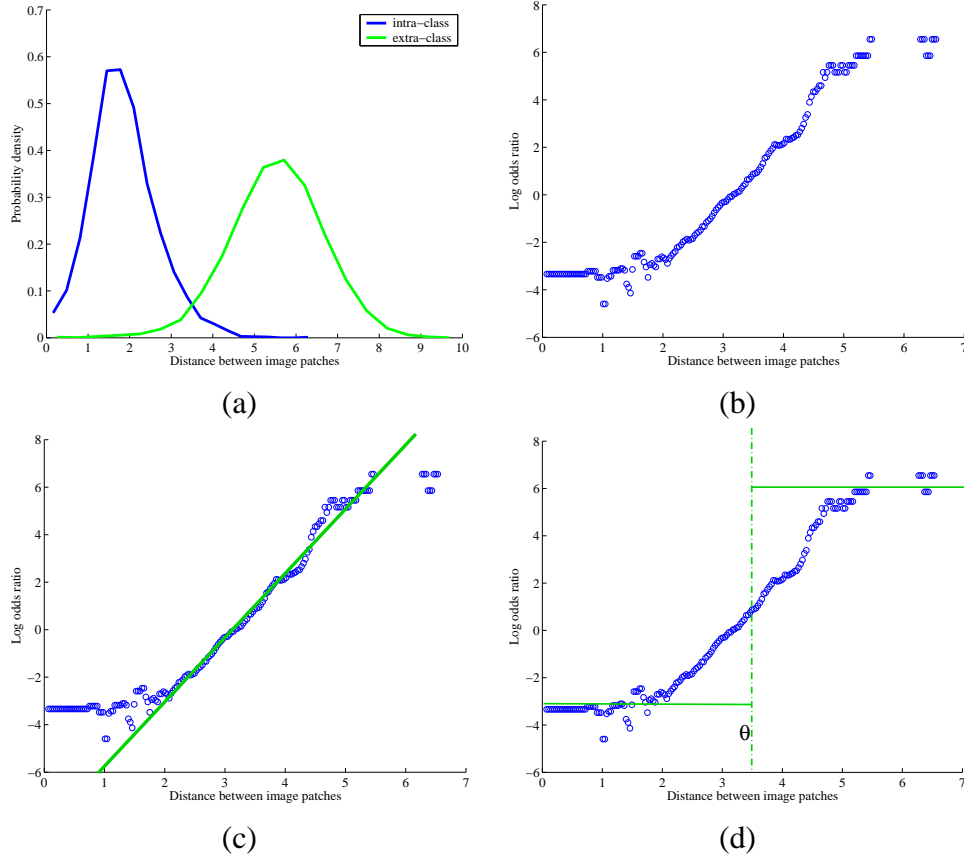 0.7
0.6
0.5
0.4
0.3
0.2
0.1
0
Probability density
intra−class
extra−class
0 1 2 3 4 5 6 7 8 9 10
Distance between image patches
(a)
8
6
4
2
0
−2
−4
−6
Log odds ratio
0 1 2 3 4 5 6 7
Distance between image patches
(b)
8
6
4
2
0
−2
−4
−6
Log odds ratio
0 1 2 3 4 5 6 7
Distance between image patches
(c)
8
6
4
2
0
−2
−4
−6
Log odds ratio
θ
0 1 2 3 4 5 6 7
Distance between image patches
(d)